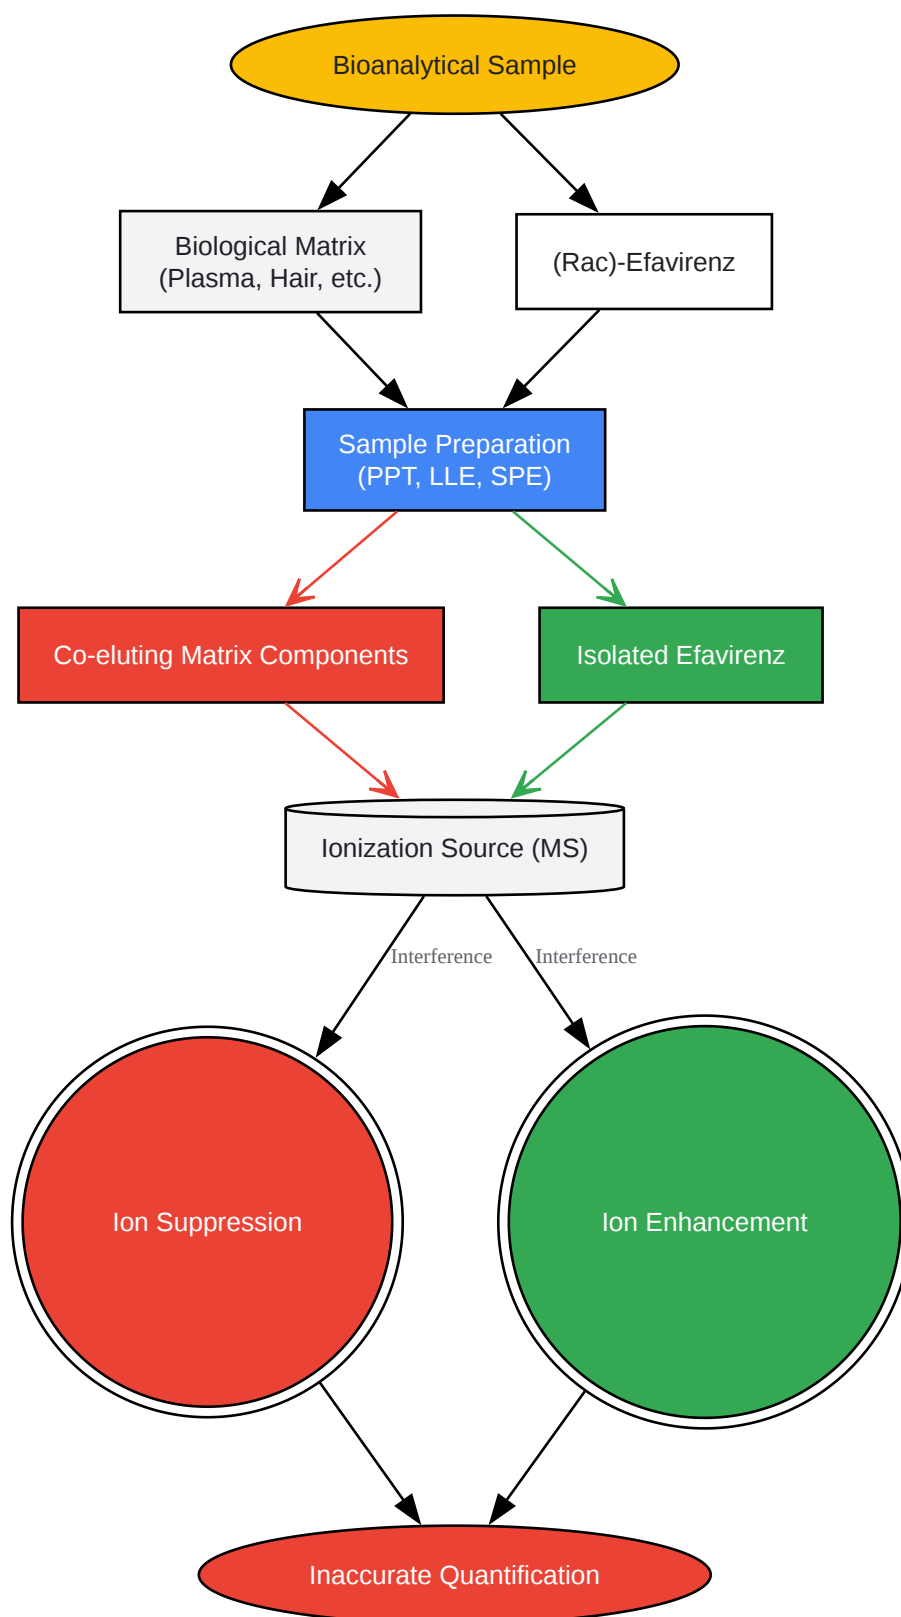 Bioanalytical Sample
Biological Matrix
(Plasma, Hair, etc.)
(Rac)-Efavirenz
Sample Preparation
(PPT, LLE, SPE)
Co-eluting Matrix Components
Isolated Efavirenz
Ionization Source (MS)
Interference
Interference
Ion Suppression
Ion Enhancement
Inaccurate Quantification